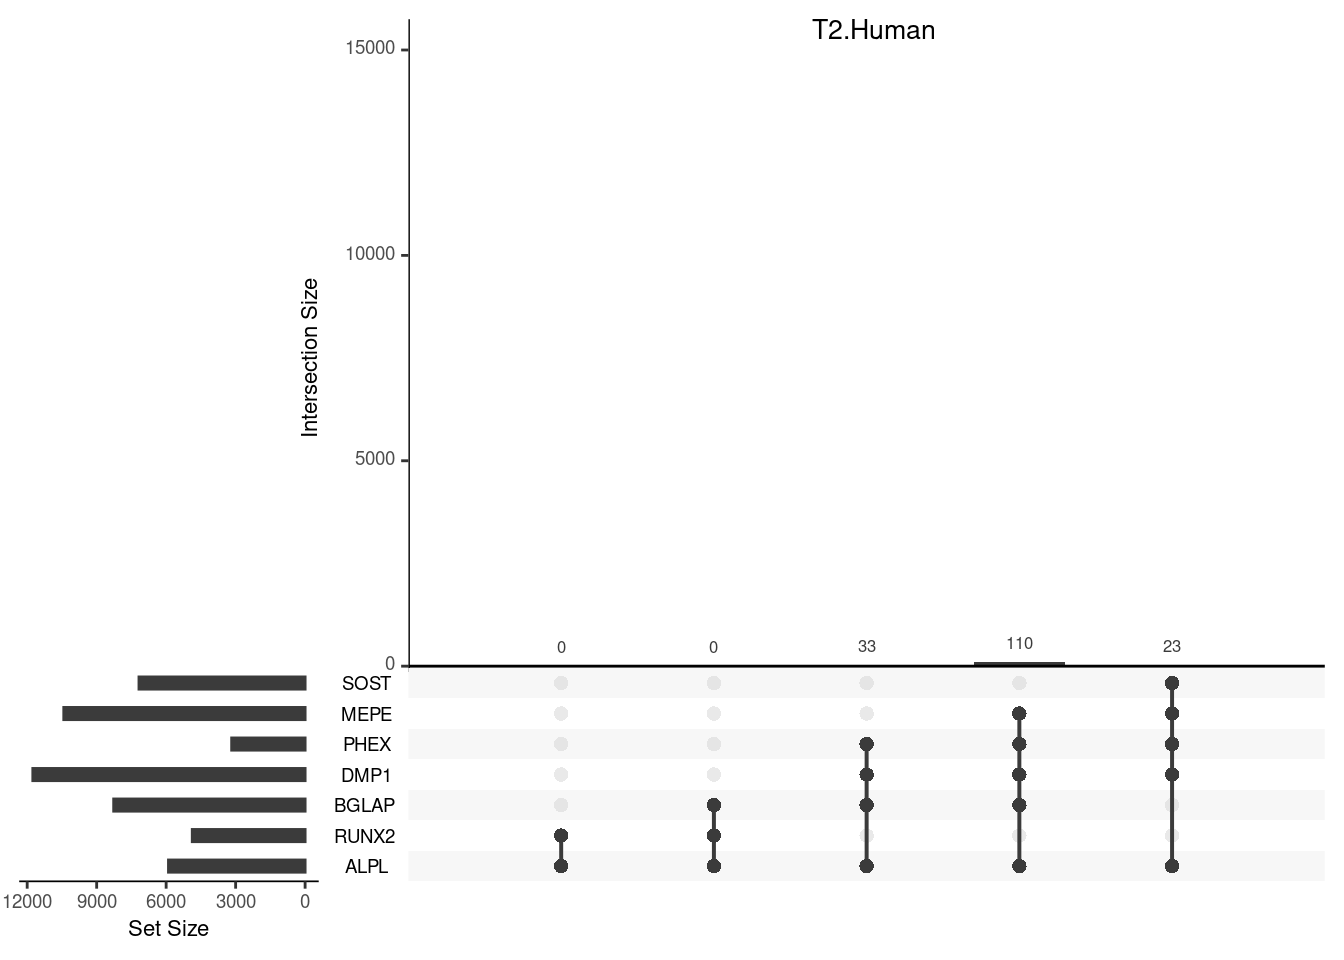 T2.Human
15000
10000
5000
0
Intersection Size
0 0 33 110 23
SOST
MEPE
PHEX
DMP1
BGLAP
RUNX2
ALPL
12000 9000 6000 3000 0
Set Size